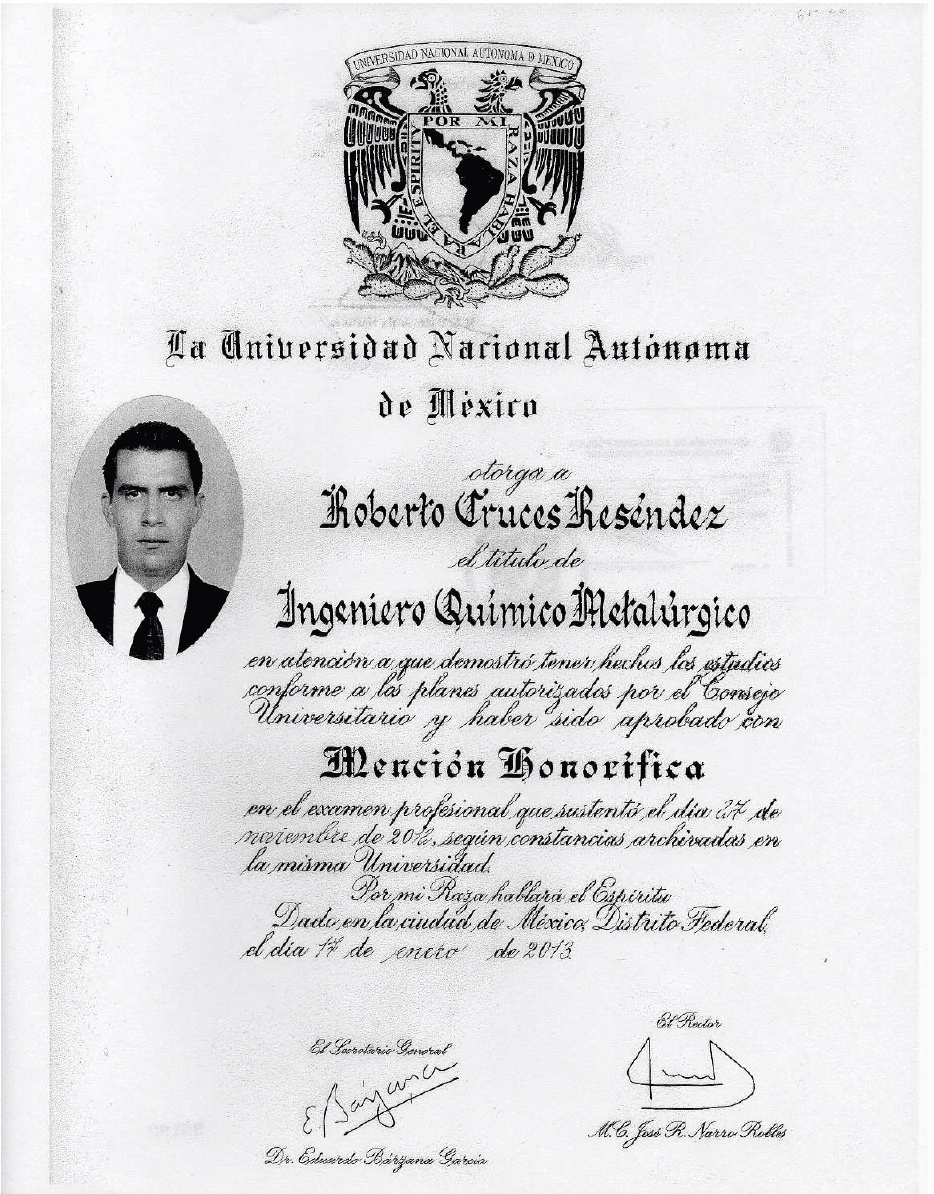 UNIVERSIDAD NACIONAL AUTONOMA D MEXICO
POR MI RAZA HABLARA EL ESPIRITU
La Universidad Nacional Autónoma
de México
otorga a
Roberto Cruces Reséndez
el título de
Ingeniero Químico Metalúrgico
en atención a que demostró tener hechos los estudios
conforme a los planes autorizados por el Consejo
Universitario y haber sido aprobado con
Mención Honorífica
en el examen profesional que sustentó el día 27 de
noviembre de 2012, según constancias archivadas en
la misma Universidad.
Por mi Raza hablará el Espíritu
Dado en la ciudad de México, Distrito Federal,
el día 17 de enero de 2013.
El Rector
El Secretario General
E Bárzana
M.C. José R. Narro Robles
Dr. Eduardo Bárzana García